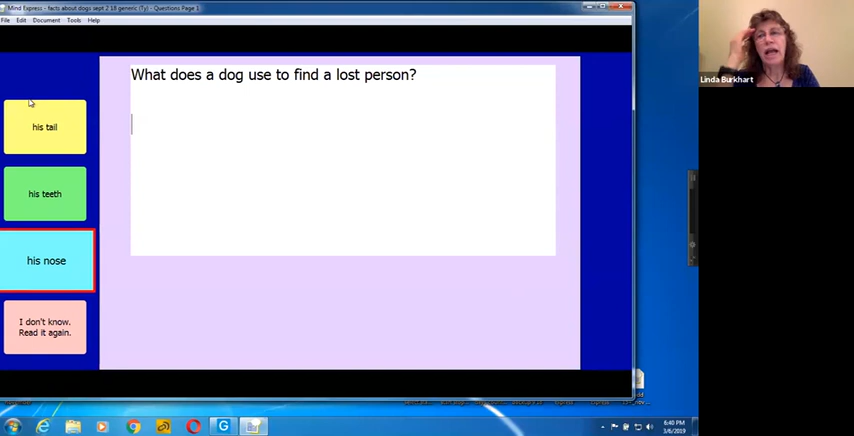 Mind Express - facts about dogs sept 2 18 generic (Ty) - Questions Page 1
File Edit Document Tools Help
What does a dog use to find a lost person?
his tail
his teeth
his nose
I don't know.
Read it again.
Linda Burkhart
6:40 PM
3/6/2019